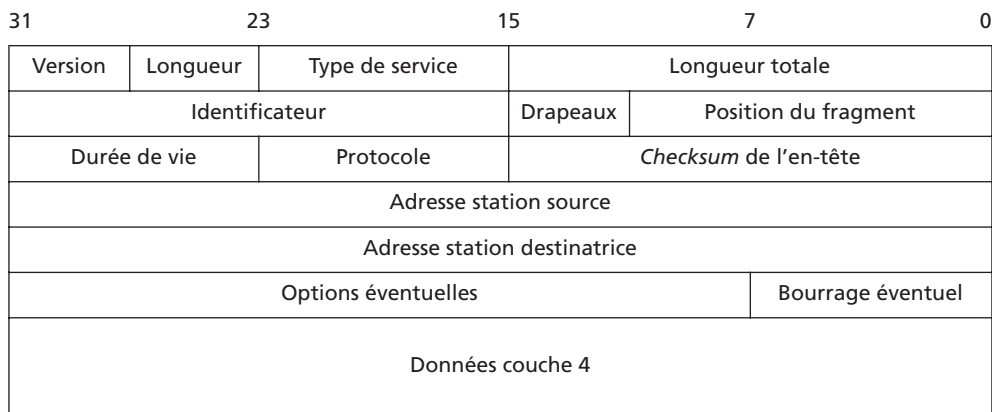 31 23 15 7 0
Version Longueur Type de service Longueur totale
Identificateur Drapeaux Position du fragment
Durée de vie Protocole Checksum de l'en-tête
Adresse station source
Adresse station destinatrice
Options éventuelles Bourrage éventuel
Données couche 4